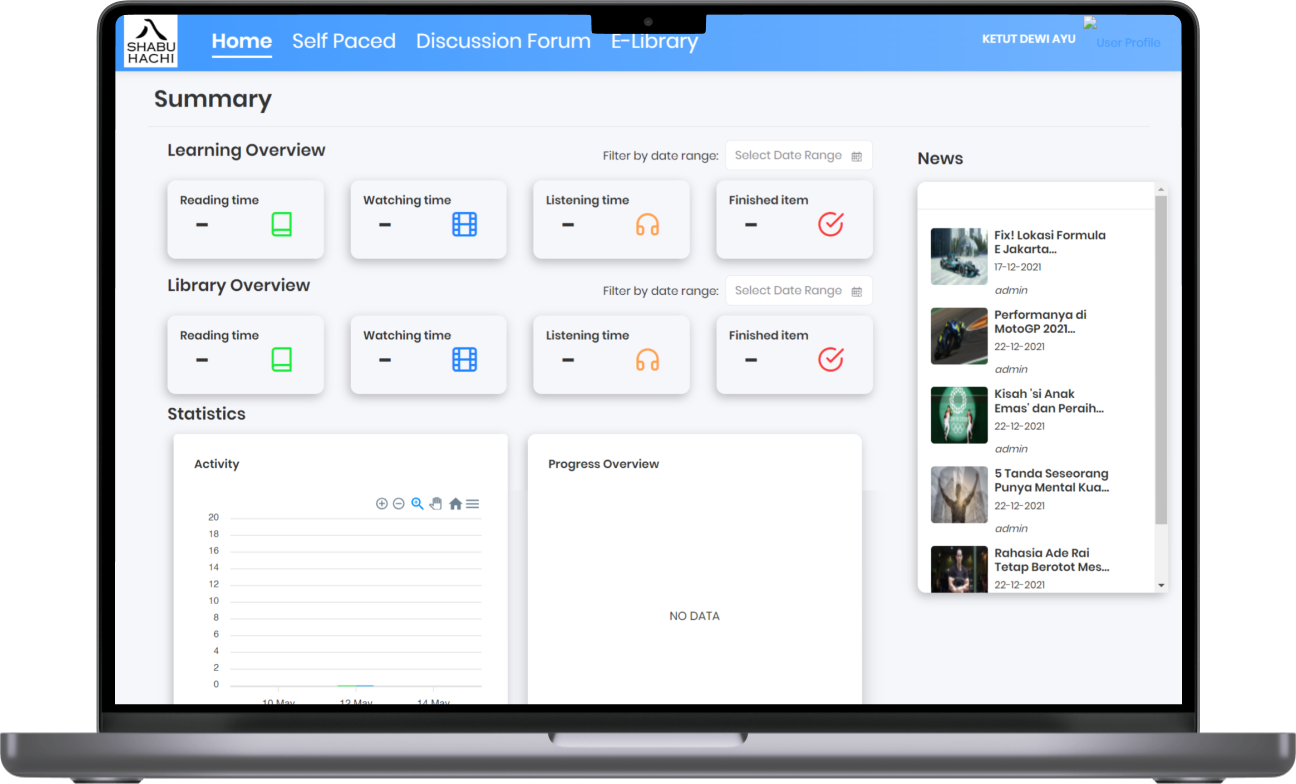 SHABU
HACHI
Home Self Paced Discussion Forum E-Library
KETUT DEWI AYU
User Profile
Summary
Learning Overview
Filter by date range: Select Date Range
Reading time
-
Watching time
-
Listening time
-
Finished item
-
Library Overview
Filter by date range: Select Date Range
Reading time
-
Watching time
-
Listening time
-
Finished item
-
Statistics
Activity
20
18
16
14
12
10
8
6
4
2
0
10 May 12 May 14 May
Progress Overview
NO DATA
News
Fix! Lokasi Formula
E Jakarta...
17-12-2021
admin
Performanya di
MotoGP 2021...
22-12-2021
admin
Kisah 'si Anak
Emas' dan Peraih...
22-12-2021
admin
5 Tanda Seseorang
Punya Mental Kua...
22-12-2021
admin
Rahasia Ade Rai
Tetap Berotot Mes...
22-12-2021